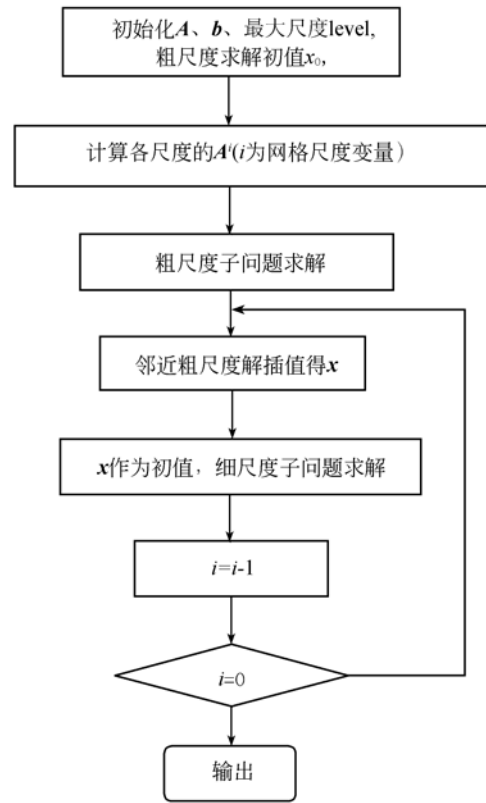 初始化A、b、最大尺度level,
粗尺度求解初值x₀,
计算各尺度的Aⁱ(i为网格尺度变量）
粗尺度子问题求解
邻近粗尺度解插值得x
x作为初值，细尺度子问题求解
i=i-1
i=0
输出